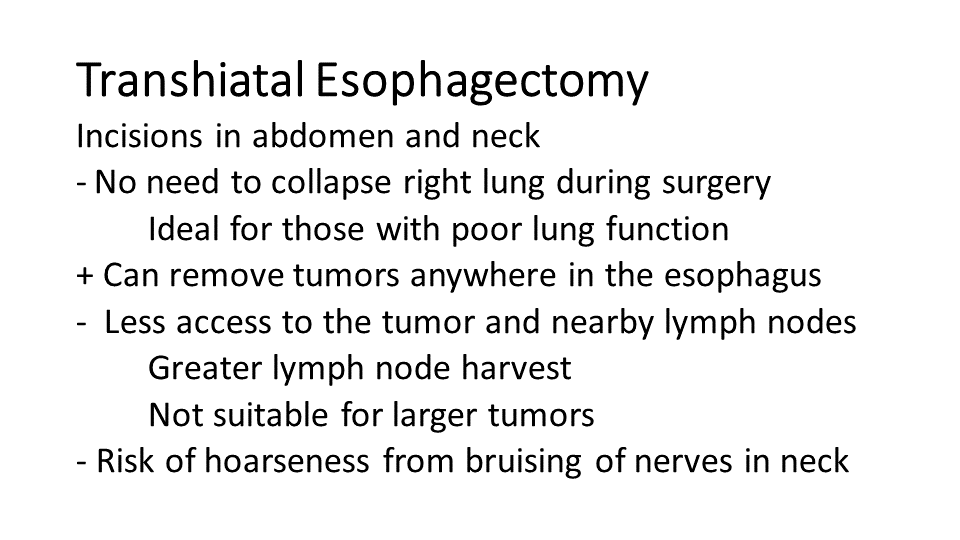 Transhiatal Esophagectomy
Incisions in abdomen and neck
- No need to collapse right lung during surgery
Ideal for those with poor lung function
+ Can remove tumors anywhere in the esophagus
- Less access to the tumor and nearby lymph nodes
Greater lymph node harvest
Not suitable for larger tumors
- Risk of hoarseness from bruising of nerves in neck